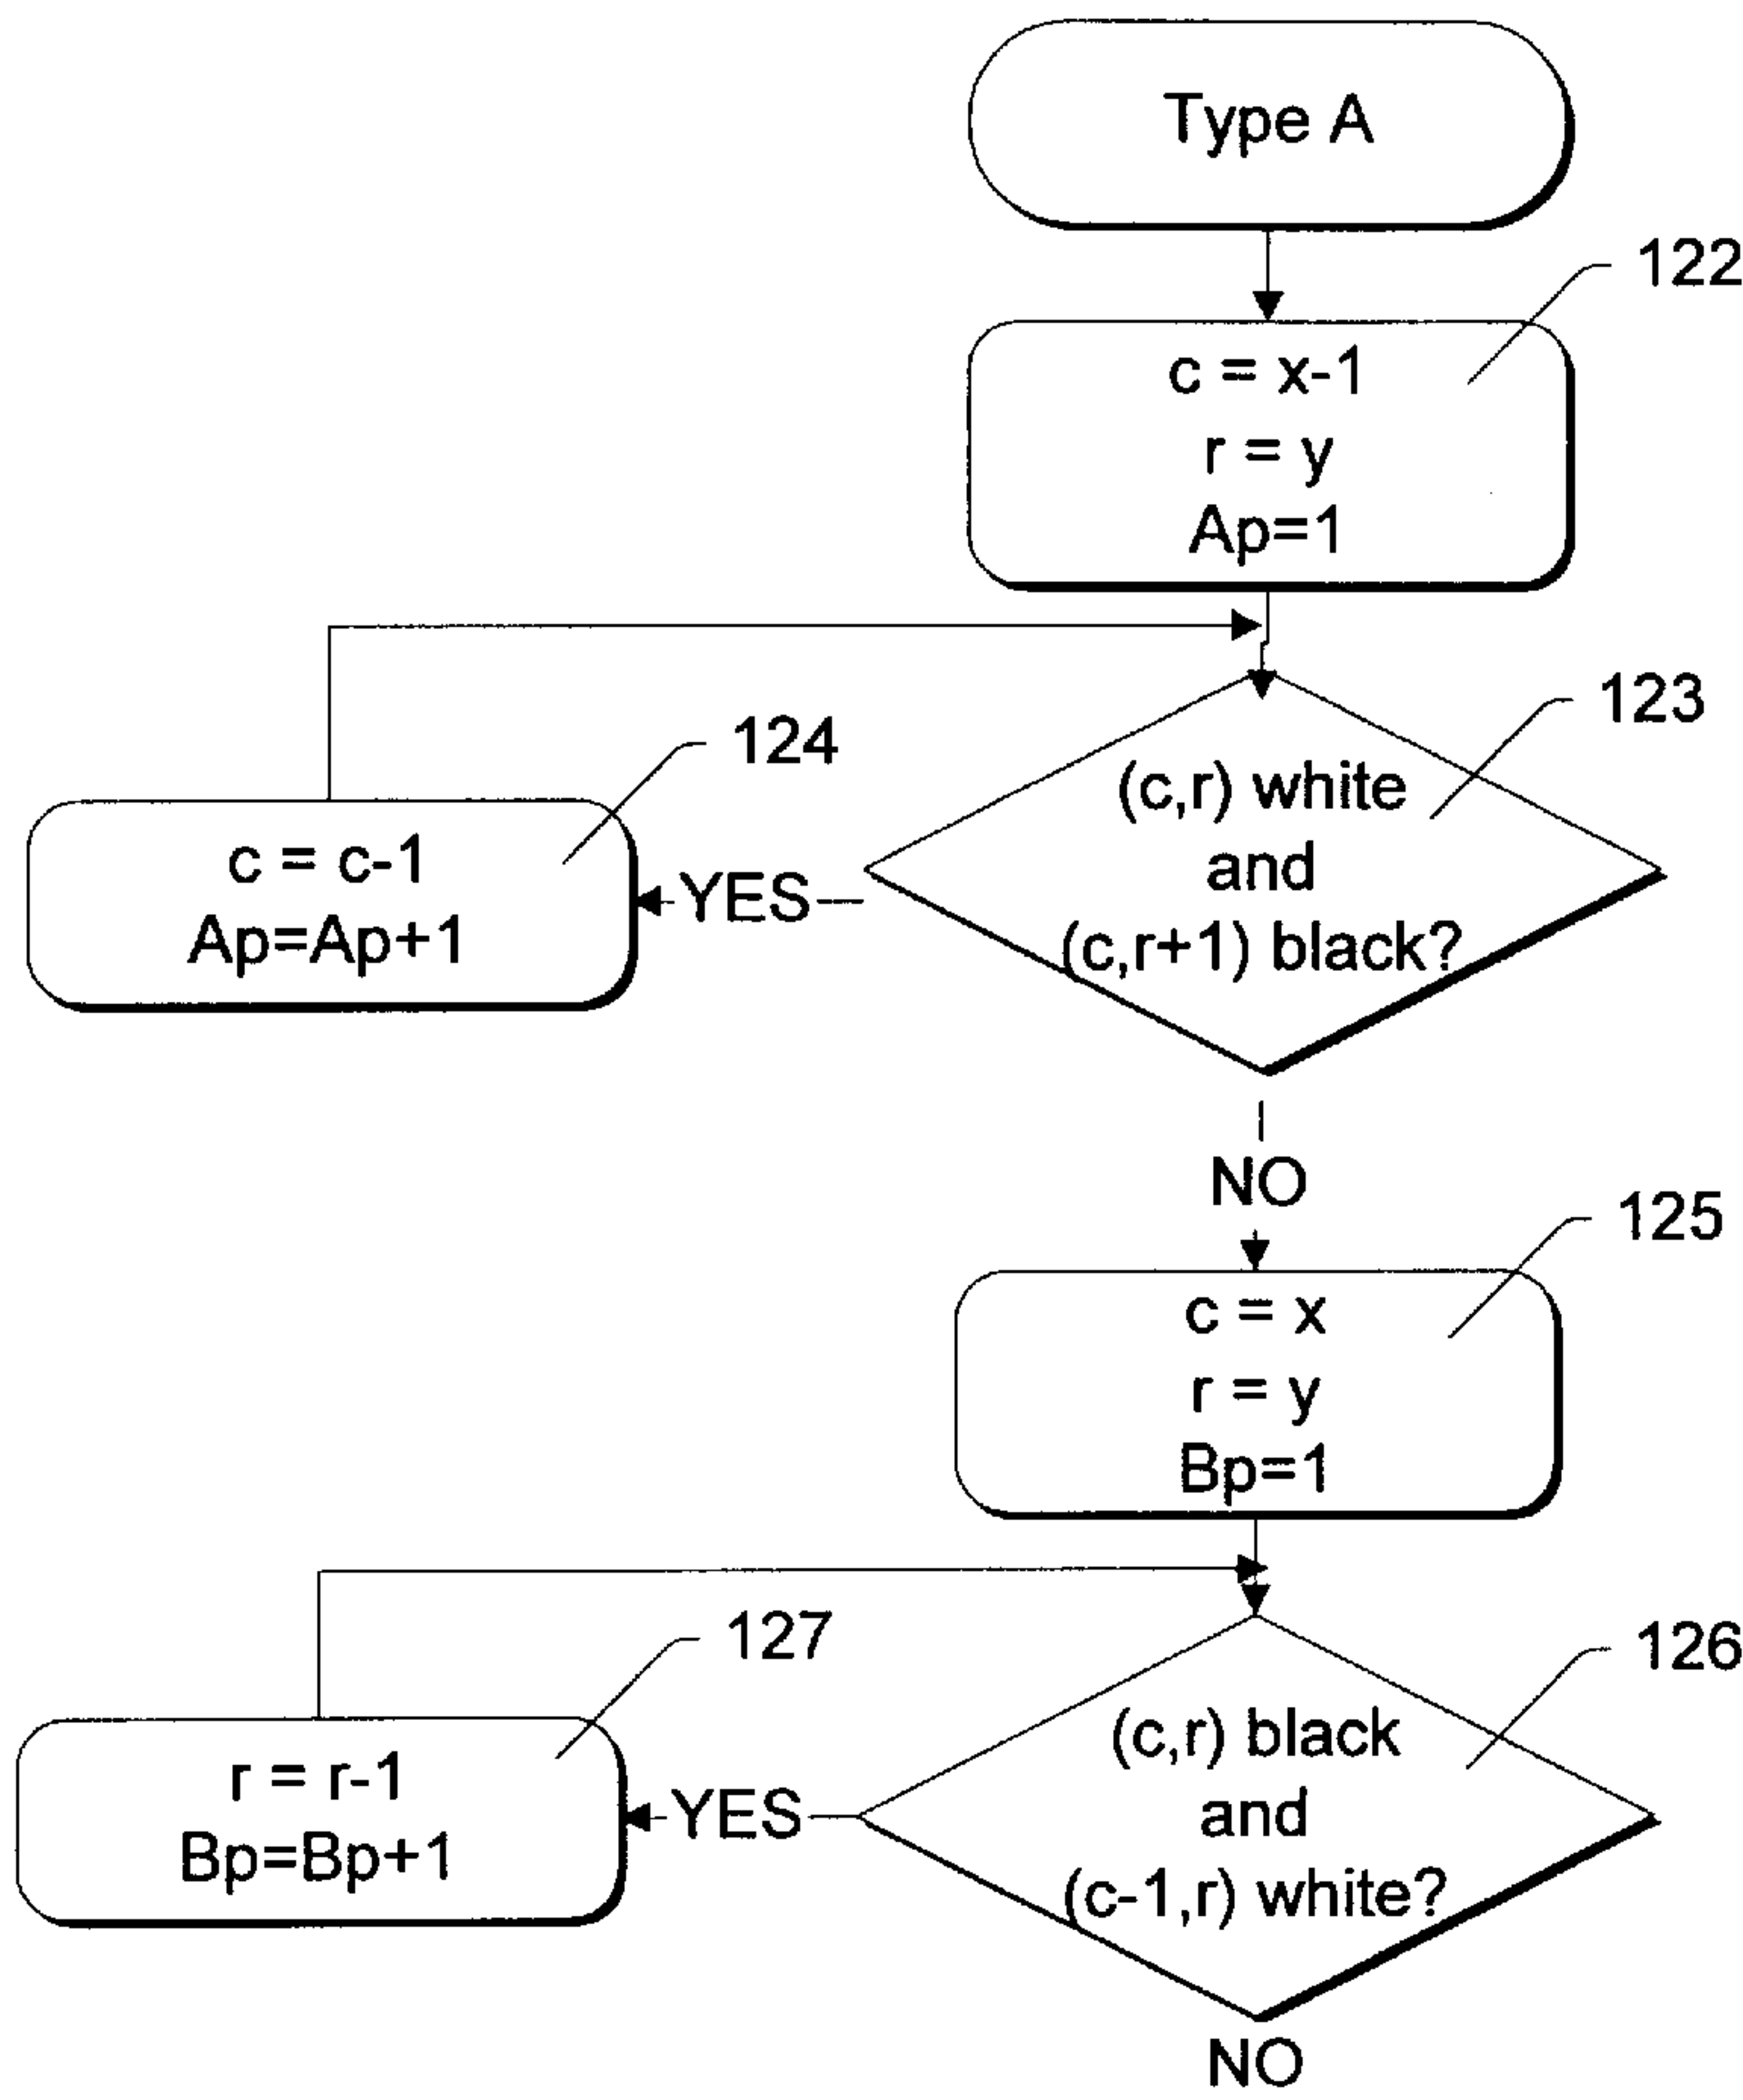 Type A
122
c = x-1
r = y
Ap=1
123
(c,r) white
and
(c,r+1) black?
124
c = c-1
Ap=Ap+1
YES
NO
125
c = x
r = y
Bp=1
126
(c,r) black
and
(c-1,r) white?
127
r = r-1
Bp=Bp+1
YES
NO